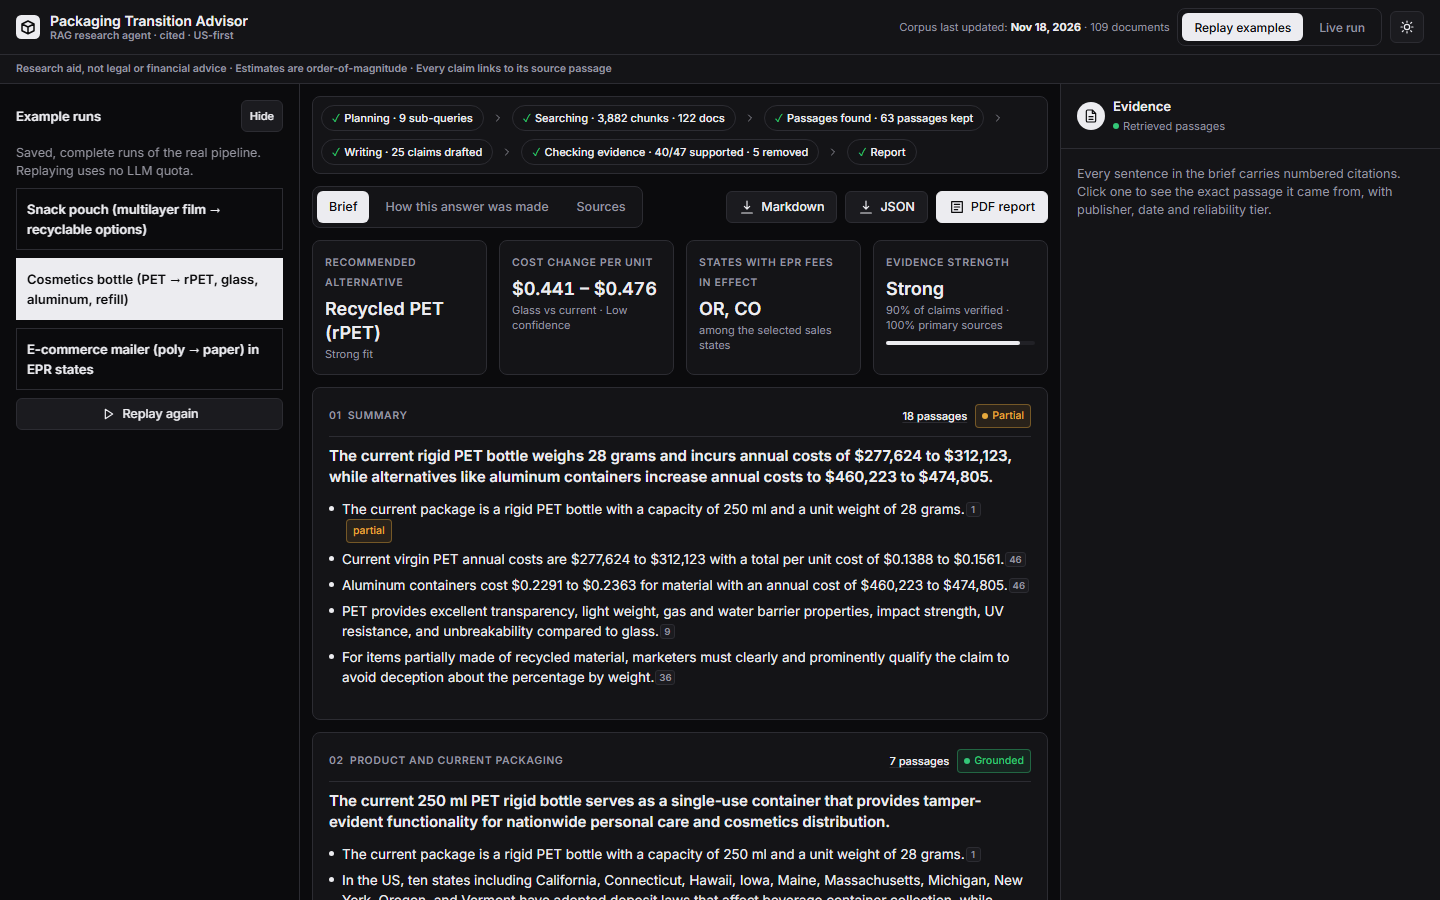 Packaging Transition Advisor
RAG research agent · cited · US-first
Corpus last updated: Nov 18, 2026 · 109 documents
Replay examples
Live run
Research aid, not legal or financial advice · Estimates are order-of-magnitude · Every claim links to its source passage
Example runs
Hide
Saved, complete runs of the real pipeline.
Replaying uses no LLM quota.
Snack pouch (multilayer film →
recyclable options)
Cosmetics bottle (PET → rPET, glass,
aluminum, refill)
E-commerce mailer (poly → paper) in
EPR states
Replay again
✓ Planning · 9 sub-queries
✓ Searching · 3,882 chunks · 122 docs
✓ Passages found · 63 passages kept
✓ Writing · 25 claims drafted
✓ Checking evidence · 40/47 supported · 5 removed
✓ Report
Brief
How this answer was made
Sources
Markdown
JSON
PDF report
RECOMMENDED
ALTERNATIVE
Recycled PET
(rPET)
Strong fit
COST CHANGE PER UNIT
$0.441 – $0.476
Glass vs current · Low
confidence
STATES WITH EPR FEES
IN EFFECT
OR, CO
among the selected sales
states
EVIDENCE STRENGTH
Strong
90% of claims verified ·
100% primary sources
01 SUMMARY
18 passages
Partial
The current rigid PET bottle weighs 28 grams and incurs annual costs of $277,624 to $312,123,
while alternatives like aluminum containers increase annual costs to $460,223 to $474,805.
• The current package is a rigid PET bottle with a capacity of 250 ml and a unit weight of 28 grams. 1
partial
• Current virgin PET annual costs are $277,624 to $312,123 with a total per unit cost of $0.1388 to $0.1561. 46
• Aluminum containers cost $0.2291 to $0.2363 for material with an annual cost of $460,223 to $474,805. 46
• PET provides excellent transparency, light weight, gas and water barrier properties, impact strength, UV
resistance, and unbreakability compared to glass. 9
• For items partially made of recycled material, marketers must clearly and prominently qualify the claim to
avoid deception about the percentage by weight. 36
02 PRODUCT AND CURRENT PACKAGING
7 passages
Grounded
The current 250 ml PET rigid bottle serves as a single-use container that provides tamper-
evident functionality for nationwide personal care and cosmetics distribution.
• The current package is a rigid PET bottle with a capacity of 250 ml and a unit weight of 28 grams. 1
• In the US, ten states including California, Connecticut, Hawaii, Iowa, Maine, Massachusetts, Michigan, New
York, Oregon, and Vermont have adopted deposit laws that affect beverage container collection, while
Evidence
Retrieved passages
Every sentence in the brief carries numbered citations.
Click one to see the exact passage it came from, with
publisher, date and reliability tier.